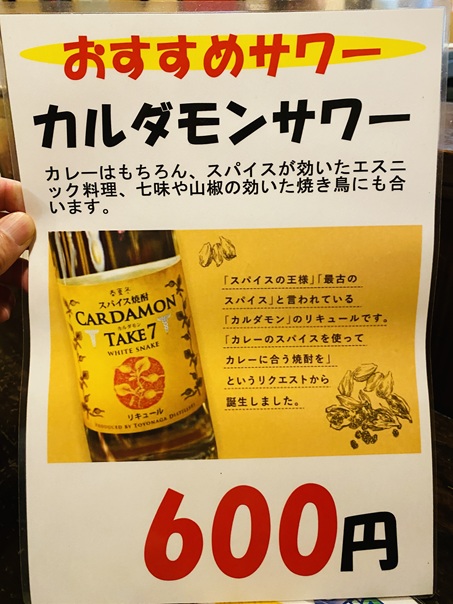 おすすめサワー
カルダモンサワー
カレーはもちろん、スパイスが効いたエスニ
ック料理、七味や山椒の効いた焼き鳥にも合
います。
スパイス焼酎
CARDAMON
カルダモン
TAKE7
WHITE SNAKE
リキュール
PRODUCED BY TOYONAGA DISTILLERY
「スパイスの王様」「最古の
スパイス」と言われている
「カルダモン」のリキュールです。
「カレーのスパイスを使って
カレーに合う焼酎を」
というリクエストから
誕生しました。
600円